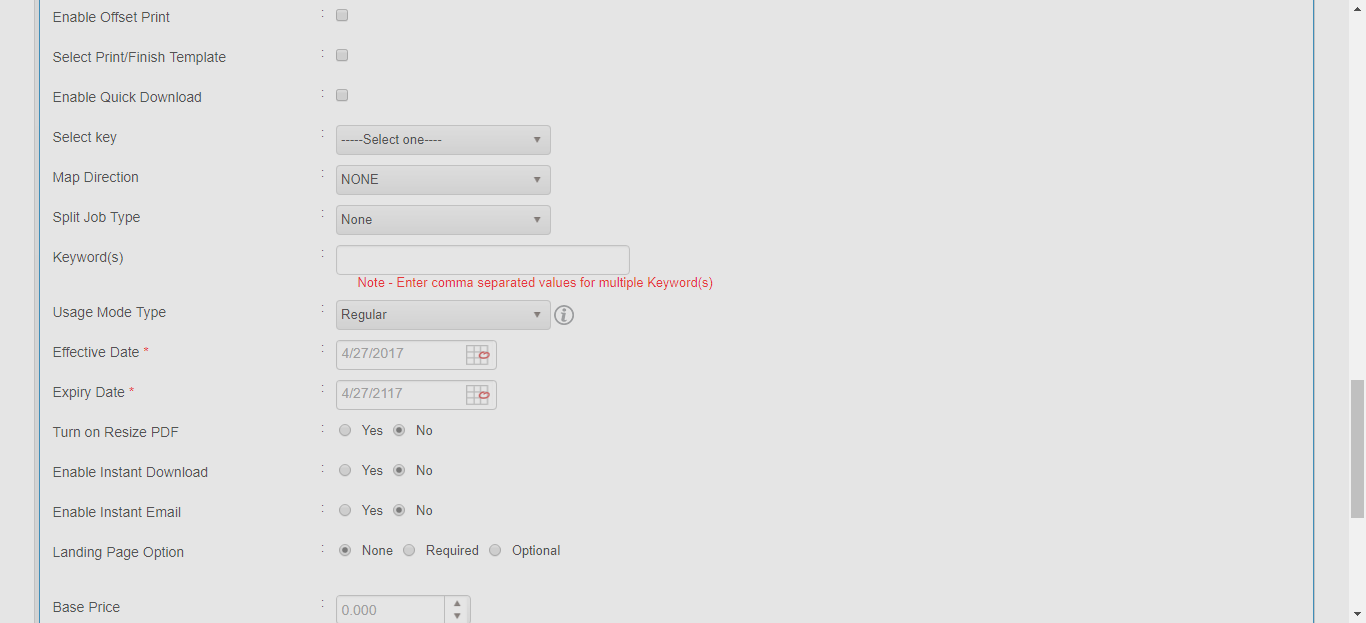 Enable Offset Print :
Select Print/Finish Template :
Enable Quick Download :
Select key : -----Select one----
Map Direction : NONE
Split Job Type : None
Keyword(s) :
Note - Enter comma separated values for multiple Keyword(s)
Usage Mode Type : Regular
Effective Date * : 4/27/2017
Expiry Date * : 4/27/2117
Turn on Resize PDF : Yes No
Enable Instant Download : Yes No
Enable Instant Email : Yes No
Landing Page Option : None Required Optional
Base Price : 0.000